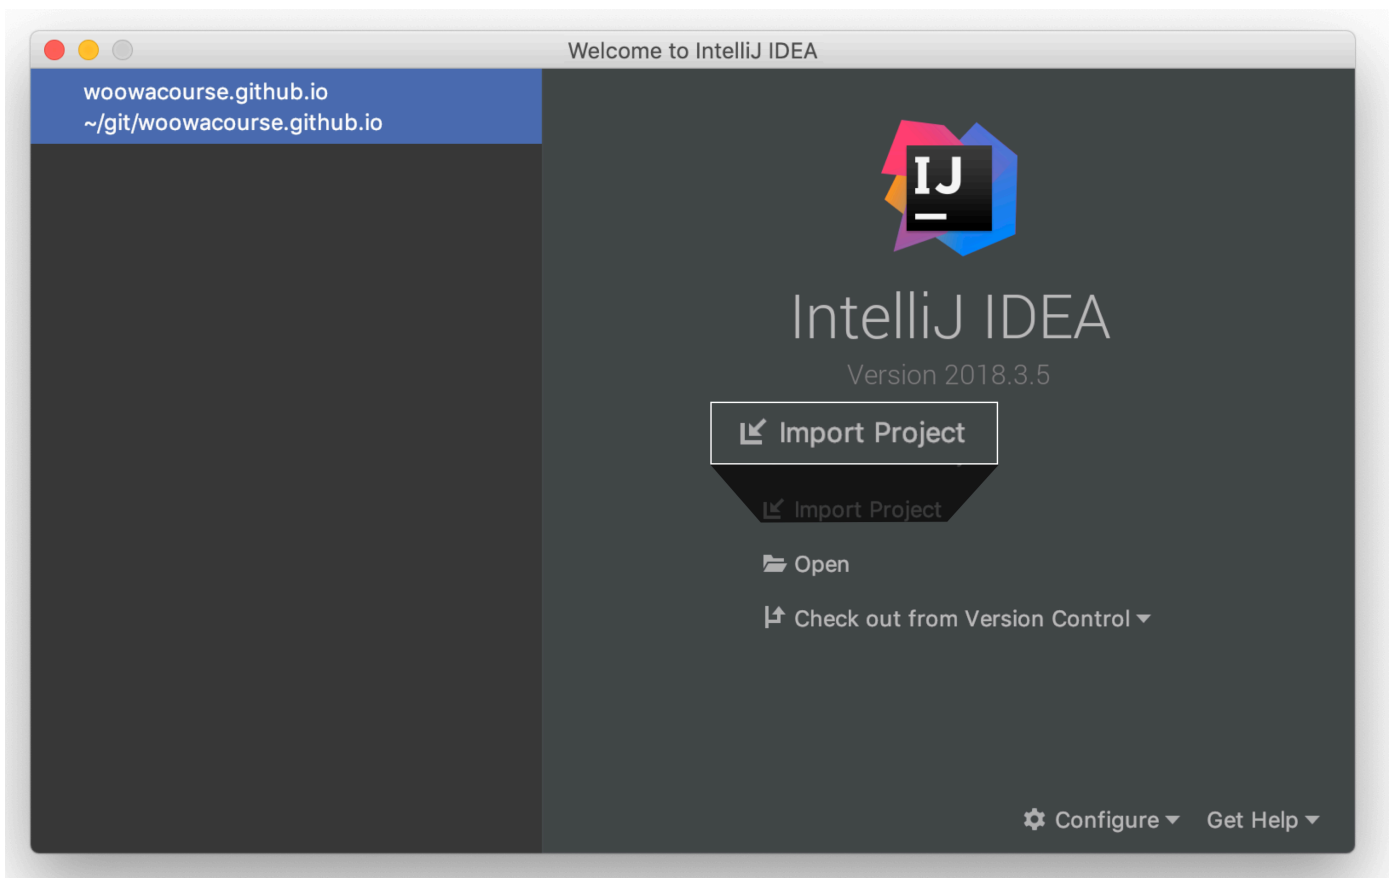 Welcome to IntelliJ IDEA
woowacourse.github.io
~/git/woowacourse.github.io
IJ
IntelliJ IDEA
Version 2018.3.5
Import Project
Import Project
Open
Check out from Version Control
Configure
Get Help